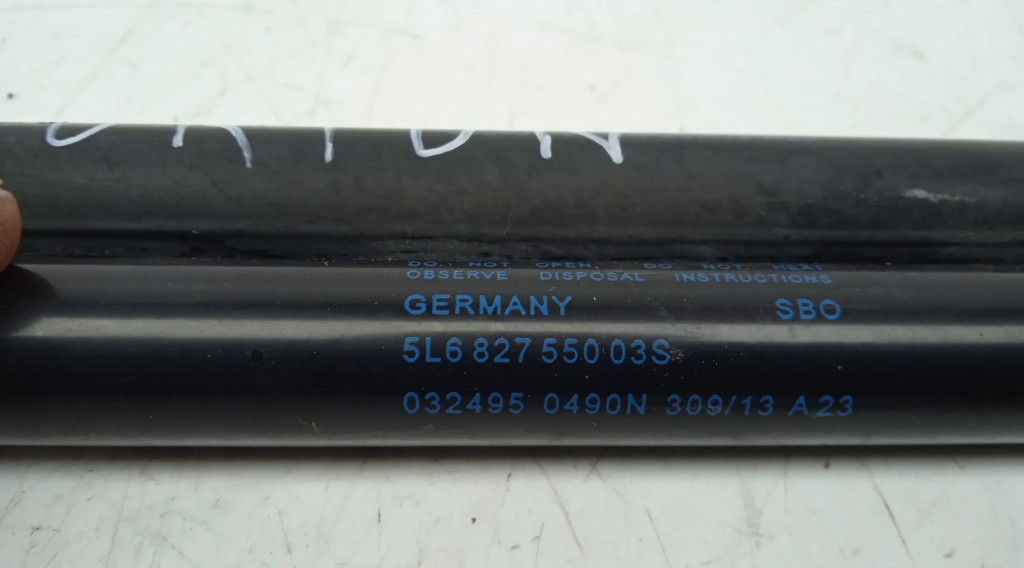 DO NOT OPEN. DO NOT HEAT
OBSERVE DISPOSAL INSTRUCTIONS
GERMANY SBO
5L6 827 550 03S
032495 0490N 309/13 A23